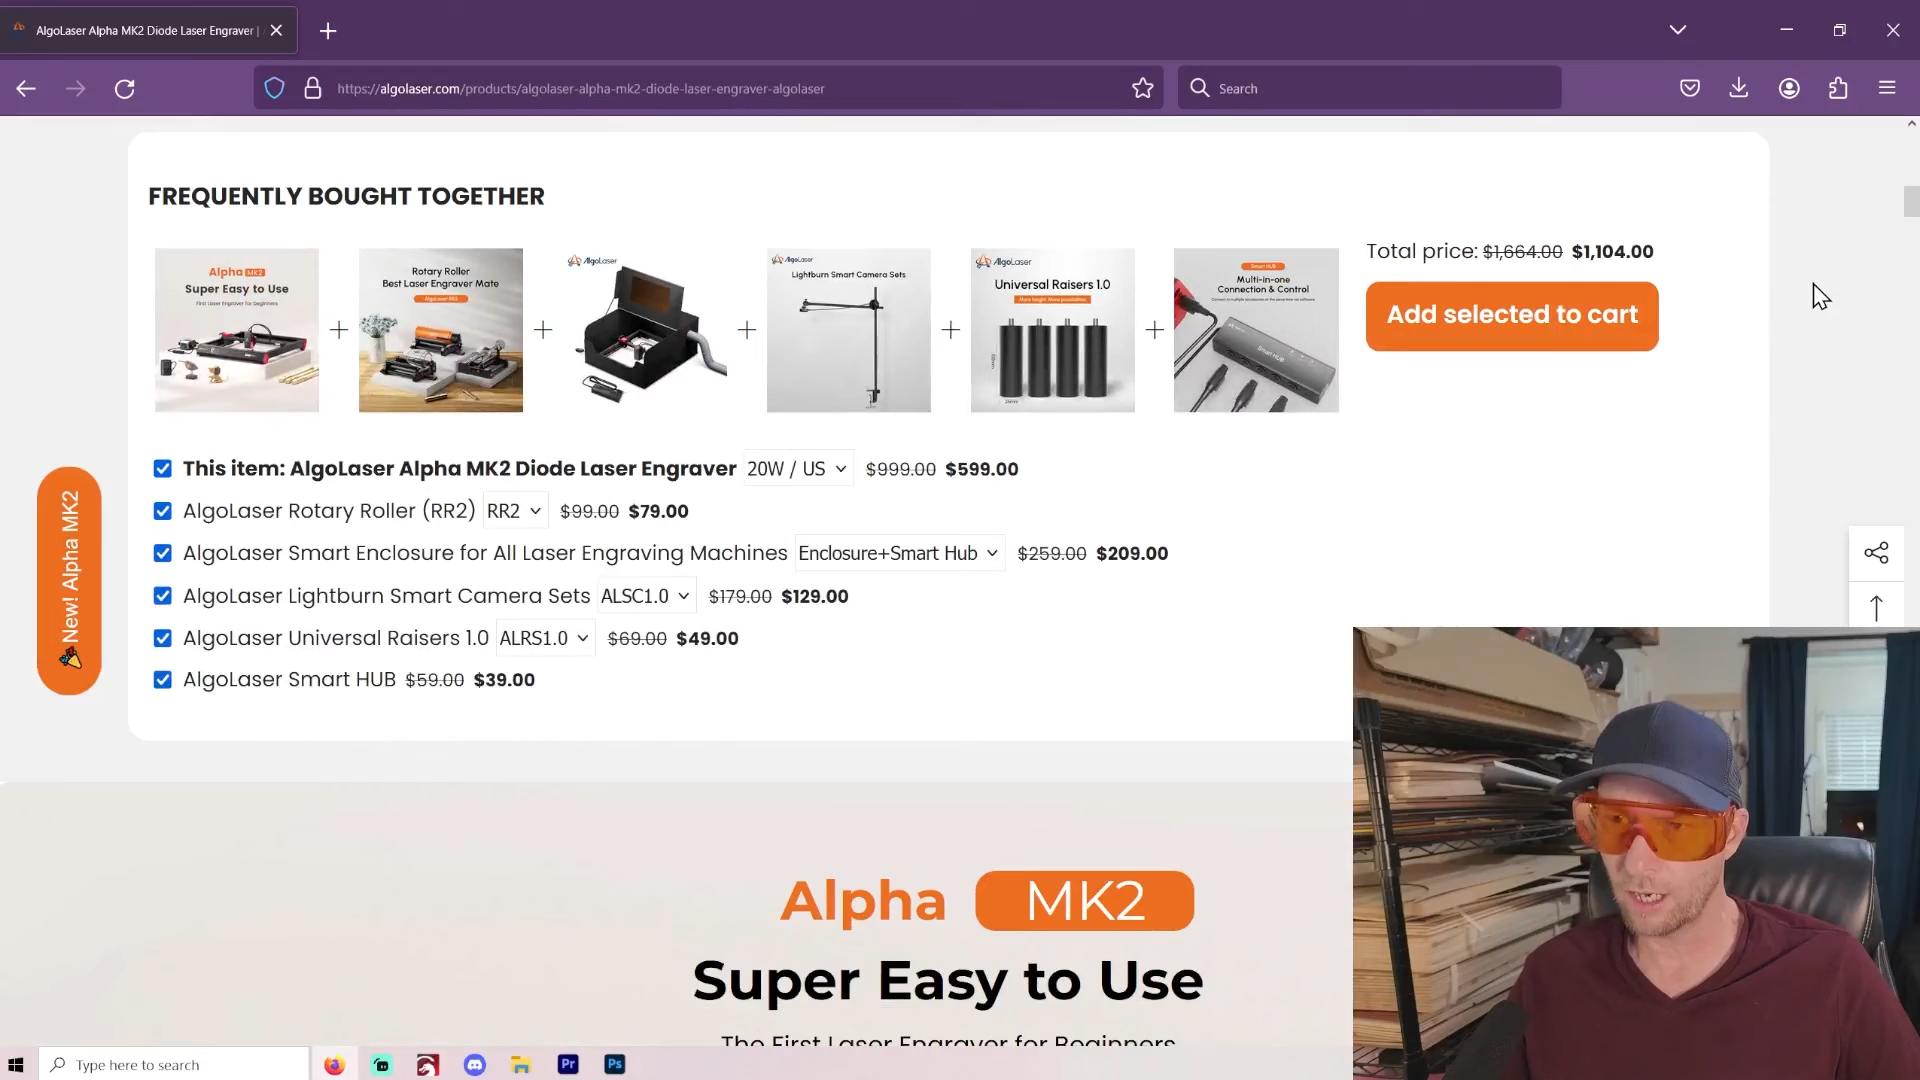 AlgoLaser Alpha MK2 Diode Laser Engraver |
https://algolaser.com/products/algolaser-alpha-mk2-diode-laser-engraver-algolaser
Search
FREQUENTLY BOUGHT TOGETHER
Alpha MK2
Super Easy to Use
First Laser Engraver for Beginners
Rotary Roller
Best Laser Engraver Mate
AlgoLaser
AlgoLaser
Lightburn Smart Camera Sets
AlgoLaser
Universal Raisers 1.0
More height More possibilities
Smart HUB
Multi-in-one
Connection & Control
Smart HUB
Total price: $1,664.00 $1,104.00
Add selected to cart
This item: AlgoLaser Alpha MK2 Diode Laser Engraver 20W / US $999.00 $599.00
AlgoLaser Rotary Roller (RR2) RR2 $99.00 $79.00
AlgoLaser Smart Enclosure for All Laser Engraving Machines Enclosure+Smart Hub $259.00 $209.00
AlgoLaser Lightburn Smart Camera Sets ALSC1.0 $179.00 $129.00
AlgoLaser Universal Raisers 1.0 ALRS1.0 $69.00 $49.00
AlgoLaser Smart HUB $59.00 $39.00
New! Alpha MK2
Alpha MK2
Super Easy to Use
The First Laser Engraver for Beginners
Type here to search
Pr
Ps